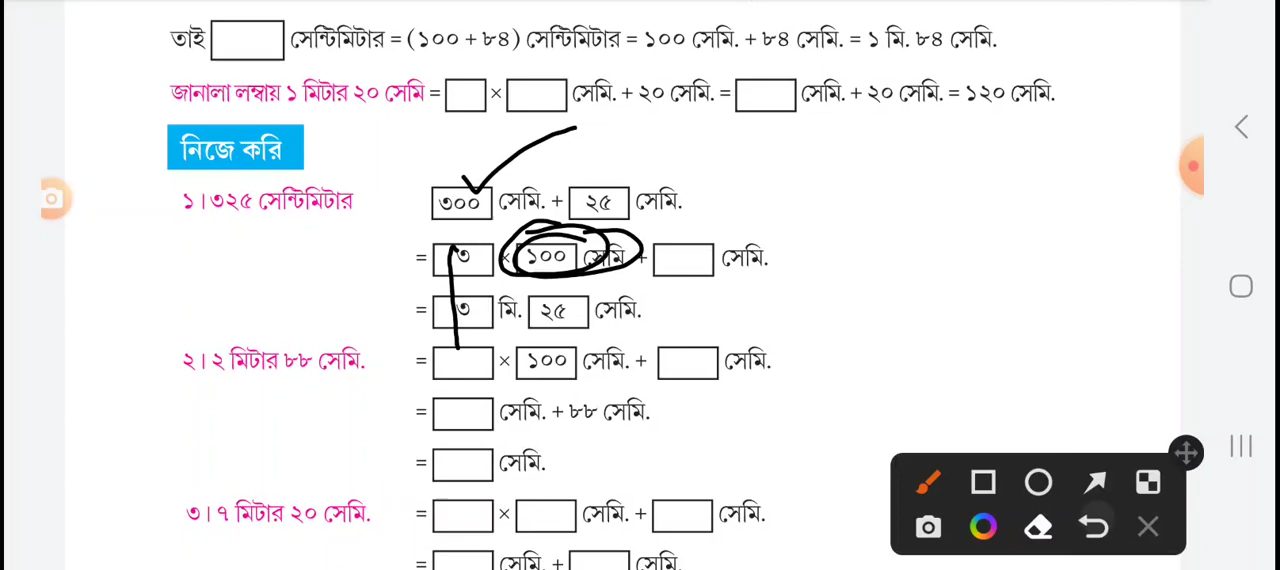 তাই সেন্টিমিটার = (১০০ + ৮৪) সেন্টিমিটার = ১০০ সেমি. + ৮৪ সেমি. = ১ মি. ৮৪ সেমি.
জানালা লম্বায় ১ মিটার ২০ সেমি = × সেমি. + ২০ সেমি. = সেমি. + ২০ সেমি. = ১২০ সেমি.
নিজে করি
১। ৩২৫ সেন্টিমিটার ৩০০ সেমি. + ২৫ সেমি.
= ৩ × ১০০ সেমি + সেমি.
= ৩ মি. ২৫ সেমি.
২। ২ মিটার ৮৮ সেমি. = × ১০০ সেমি. + সেমি.
= সেমি. + ৮৮ সেমি.
= সেমি.
৩। ৭ মিটার ২০ সেমি. = × সেমি. + সেমি.
= সেমি. + সেমি.